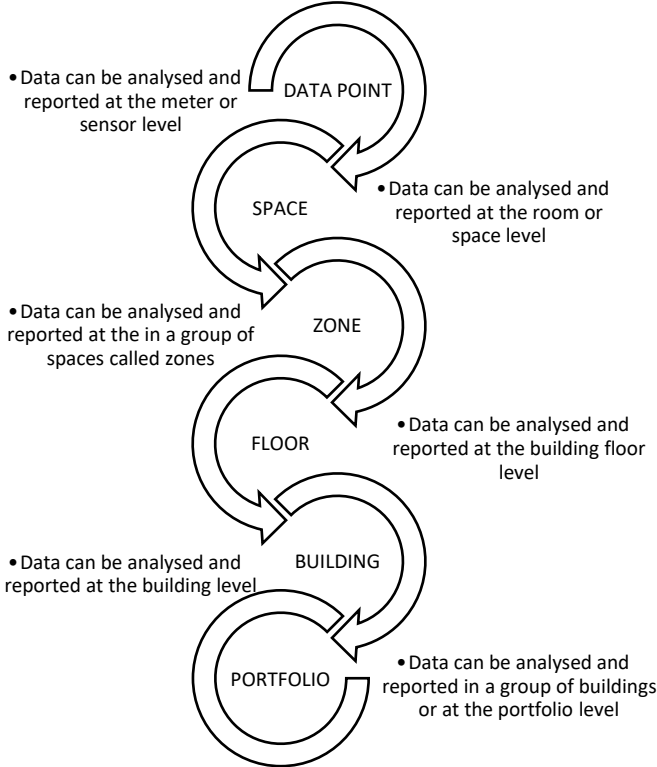 • Data can be analysed and
reported at the meter or
sensor level
DATA POINT
SPACE
• Data can be analysed and
reported at the room or
space level
• Data can be analysed and
reported at the in a group of
spaces called zones
ZONE
FLOOR
• Data can be analysed and
reported at the building floor
level
• Data can be analysed and
reported at the building level
BUILDING
PORTFOLIO
• Data can be analysed and
reported in a group of buildings
or at the portfolio level